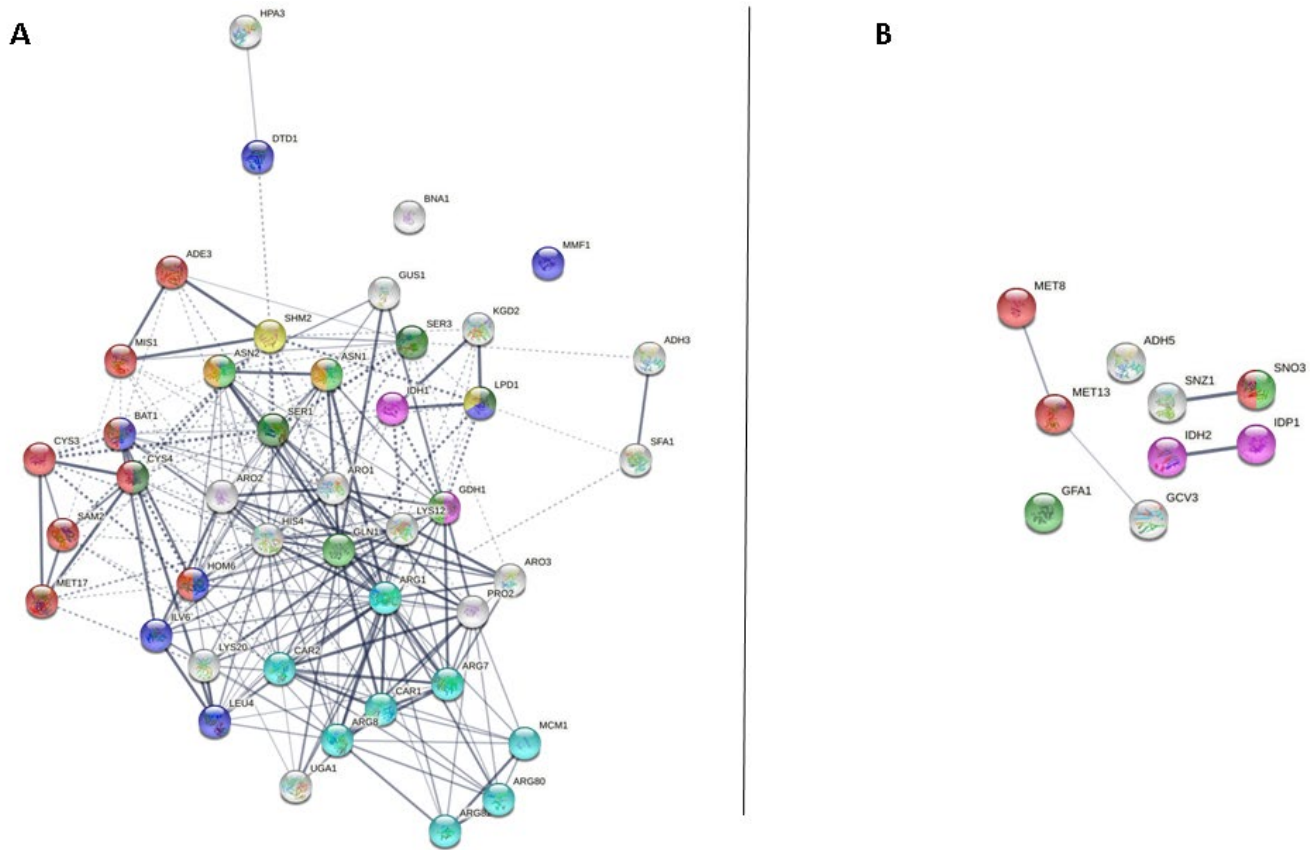 A
B
HPA3
DTD1
BNA1
MMF1
ADE3
GUS1
SHM2
SER3
KGD2
MIS1
ASN2
ASN1
ADH3
IDH1
LPD1
BAT1
SER1
CYS3
CYS4
SFA1
ARO2
ARO1
GDH1
SAM2
HIS4
LYS12
GLN1
MET17
HOM6
ARO3
ARG1
PRO2
ILV6
LYS20
CAR2
ARG7
LEU4
CAR1
ARG8
MCM1
UGA1
ARG80
MET8
ADH5
SNZ1
SNO3
MET13
IDH2
IDP1
GFA1
GCV3